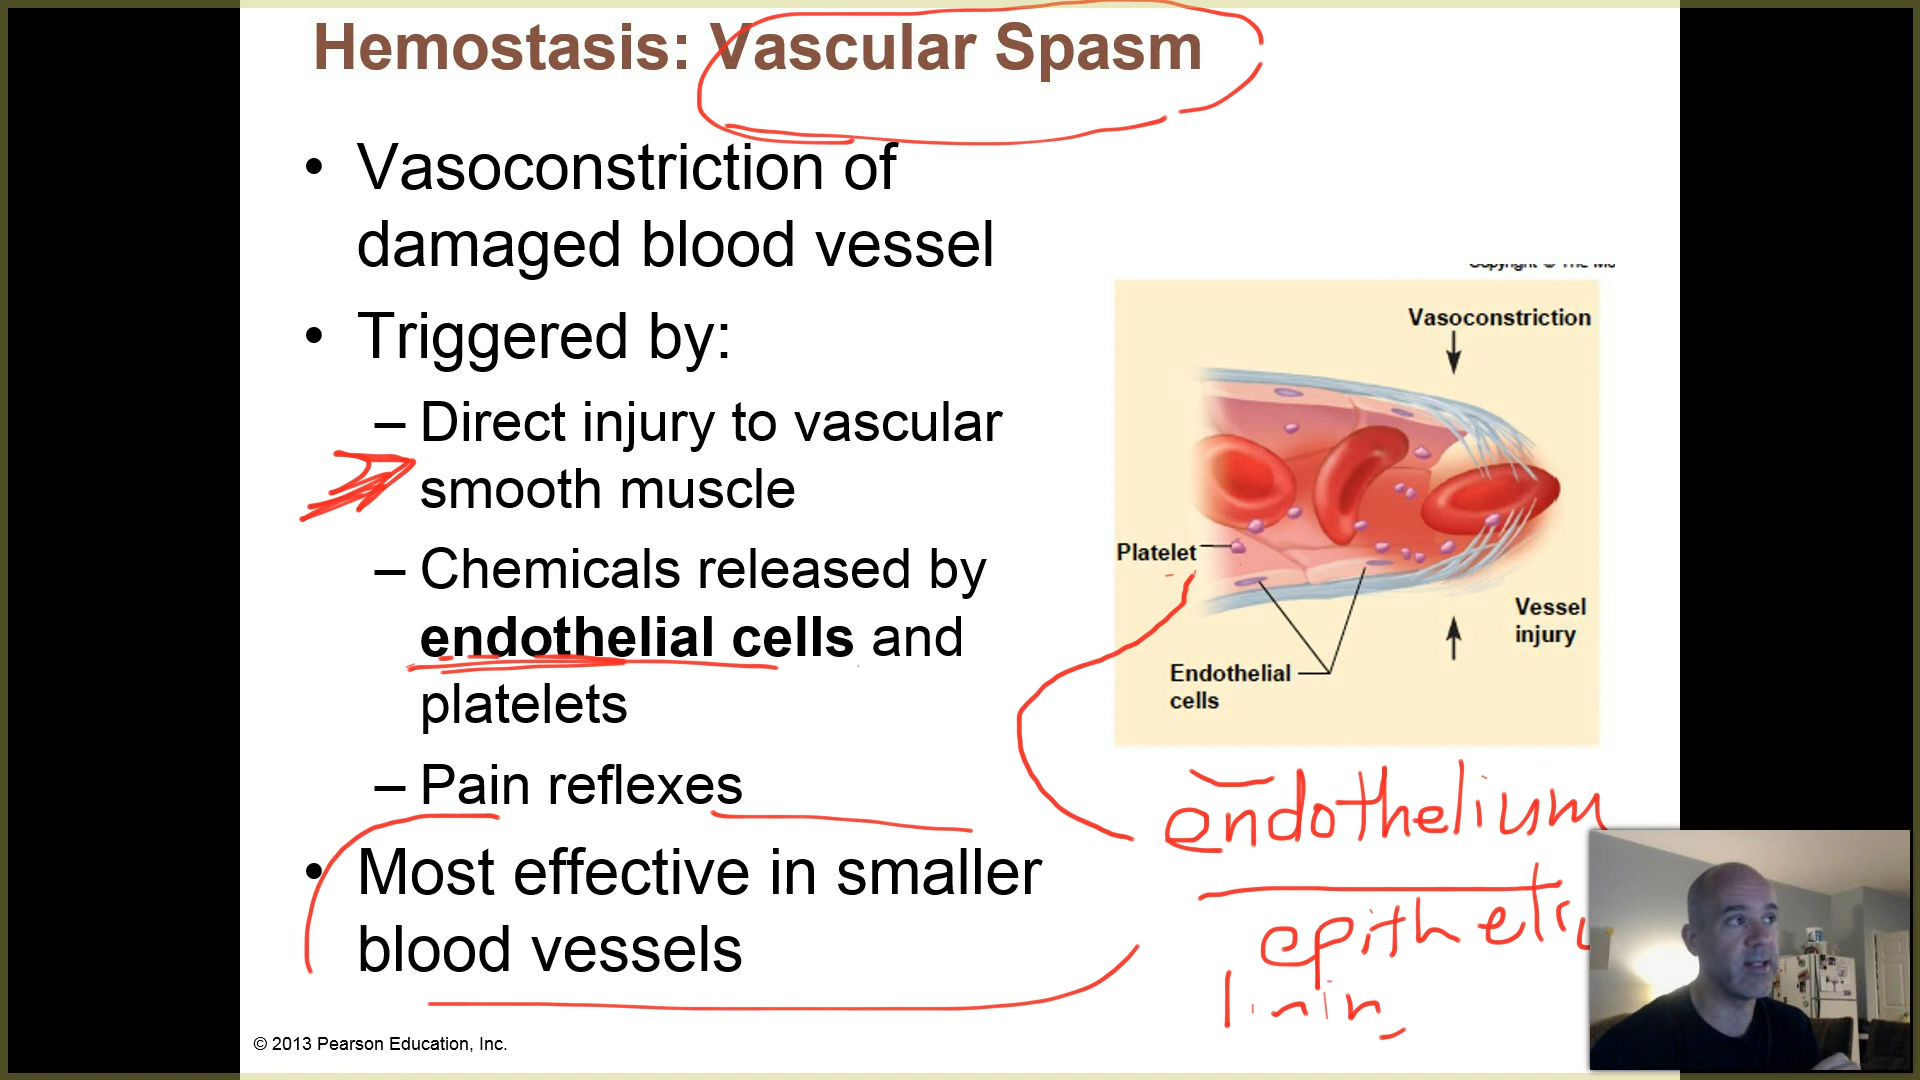 Hemostasis: Vascular Spasm
• Vasoconstriction of
damaged blood vessel
• Triggered by:
– Direct injury to vascular
smooth muscle
– Chemicals released by
endothelial cells and
platelets
– Pain reflexes
• Most effective in smaller
blood vessels
© 2013 Pearson Education, Inc.
Copyright © The
Vasoconstriction
Platelet
Vessel
injury
Endothelial
cells
endothelium